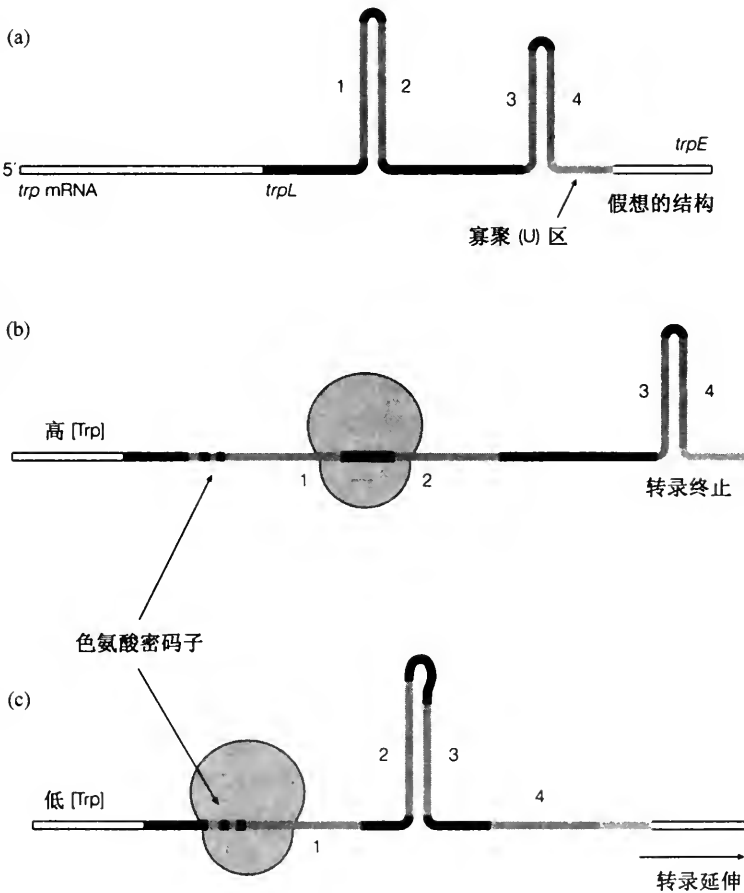 (a)
1 2
3 4
5′
trp mRNA
trpL
trpE
假想的结构
寡聚 (U) 区
(b)
高 [Trp]
1 2
3 4
转录终止
色氨酸密码子
(c)
低 [Trp]
1
2 3
4
转录延伸